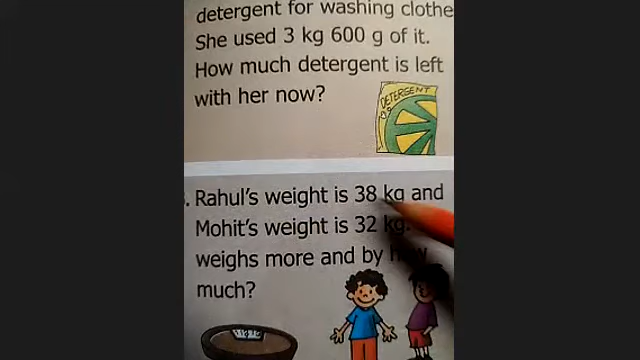 detergent for washing clothe
She used 3 kg 600 g of it.
How much detergent is left
with her now?
DETERGENT
Rahul's weight is 38 kg and
Mohit's weight is 32 kg.
weighs more and by how
much?